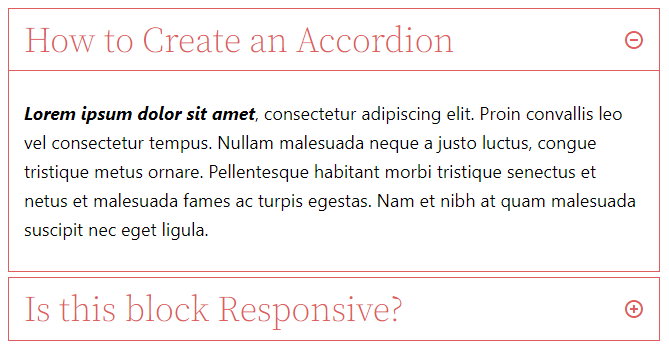 How to Create an Accordion
Lorem ipsum dolor sit amet, consectetur adipiscing elit. Proin convallis leo
vel consectetur tempus. Nullam malesuada neque a justo luctus, congue
tristique metus ornare. Pellentesque habitant morbi tristique senectus et
netus et malesuada fames ac turpis egestas. Nam et nibh at quam malesuada
suscipit nec eget ligula.
Is this block Responsive?